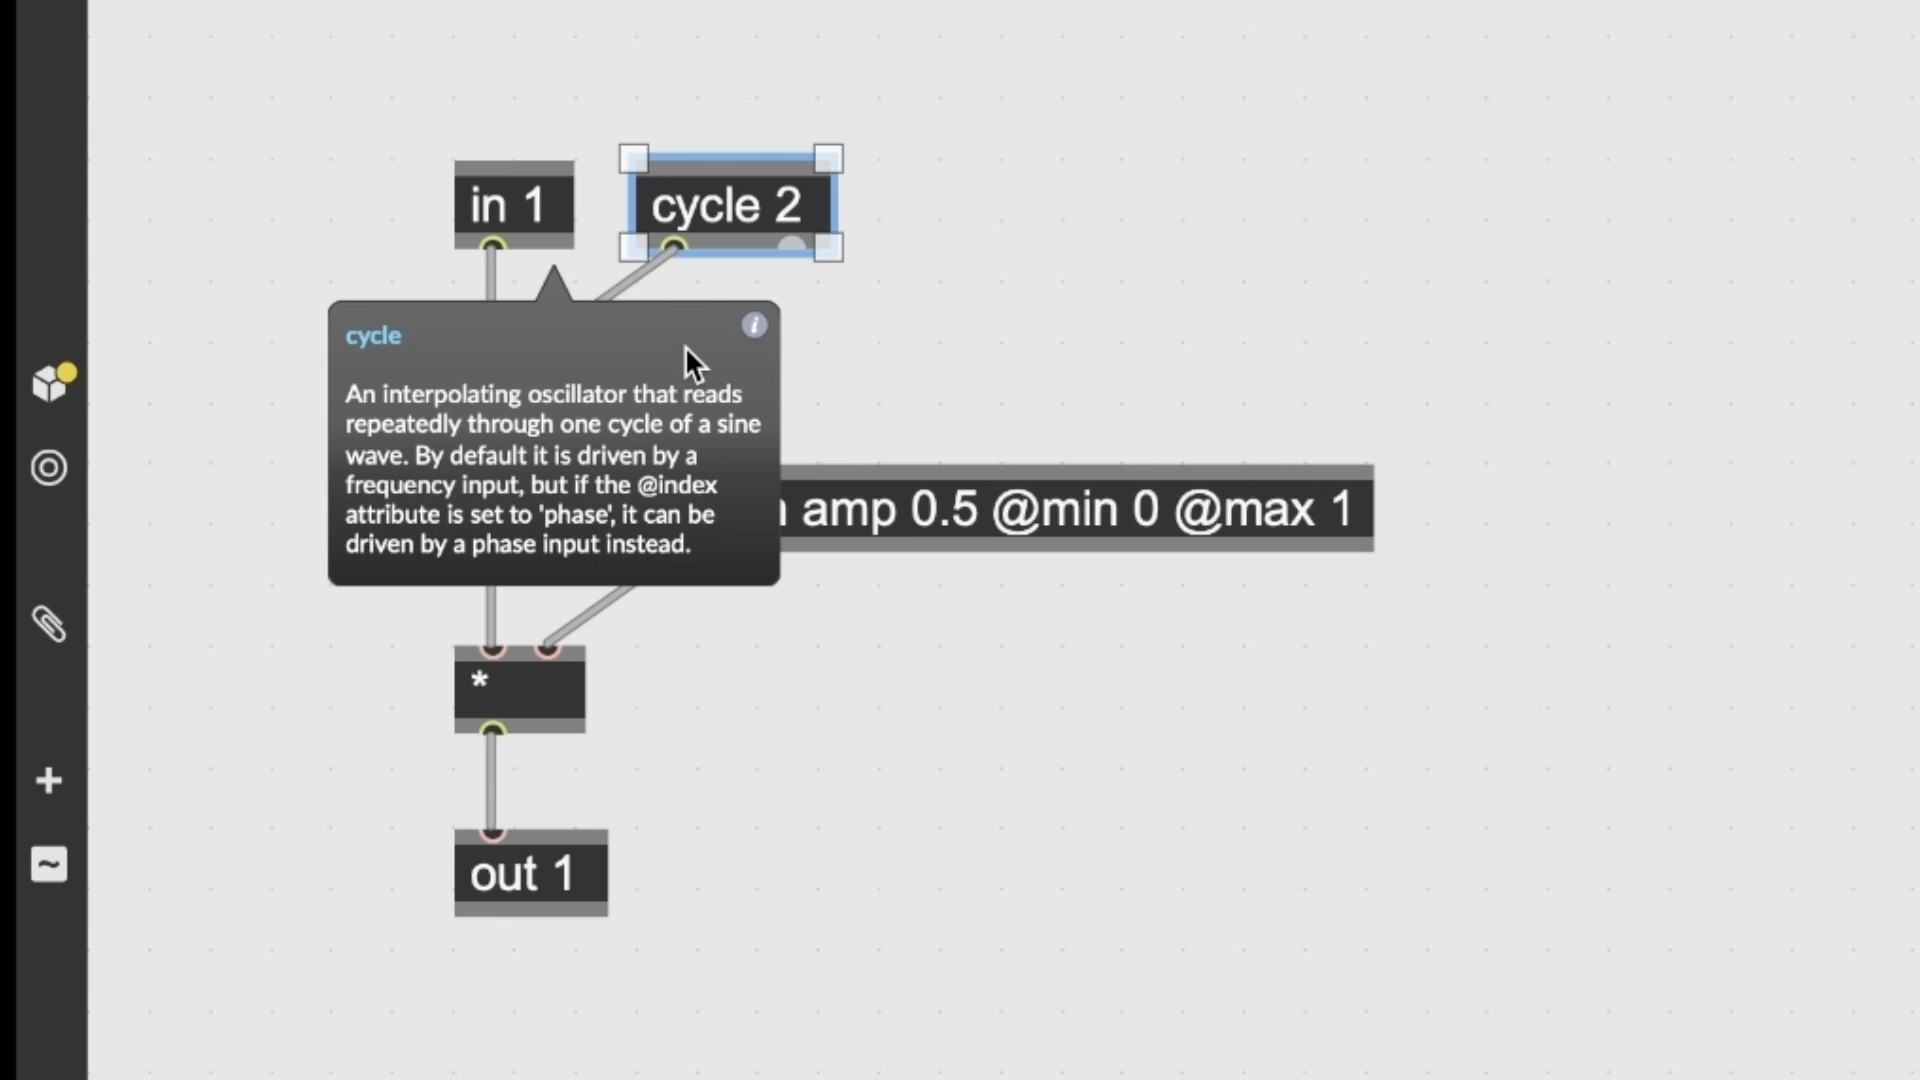 in 1
cycle 2
cycle
An interpolating oscillator that reads
repeatedly through one cycle of a sine
wave. By default it is driven by a
frequency input, but if the @index
attribute is set to 'phase', it can be
driven by a phase input instead.
amp 0.5 @min 0 @max 1
*
out 1